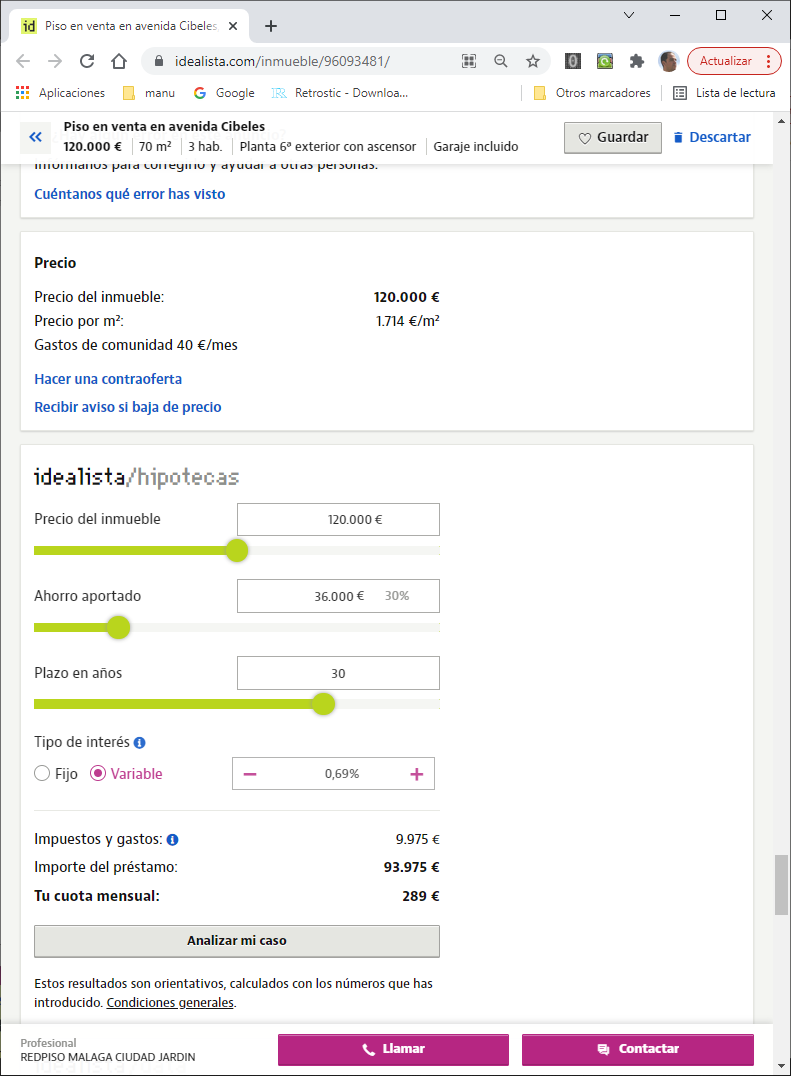 id Piso en venta en avenida Cibeles
idealista.com/inmueble/96093481/
Actualizar
Aplicaciones manu Google Retrostic - Downloa... Otros marcadores Lista de lectura
Piso en venta en avenida Cibeles
120.000 € 70 m² 3 hab. Planta 6ª exterior con ascensor Garaje incluido
Guardar Descartar
Infórmanos para corregirlo y ayudar a otras personas.
Cuéntanos qué error has visto
Precio
Precio del inmueble: 120.000 €
Precio por m²: 1.714 €/m²
Gastos de comunidad 40 €/mes
Hacer una contraoferta
Recibir aviso si baja de precio
idealista/hipotecas
Precio del inmueble 120.000 €
Ahorro aportado 36.000 € 30%
Plazo en años 30
Tipo de interés
Fijo Variable − 0,69% +
Impuestos y gastos: 9.975 €
Importe del préstamo: 93.975 €
Tu cuota mensual: 289 €
Analizar mi caso
Estos resultados son orientativos, calculados con los números que has
introducido. Condiciones generales.
Profesional
REDPISO MALAGA CIUDAD JARDIN
Llamar Contactar